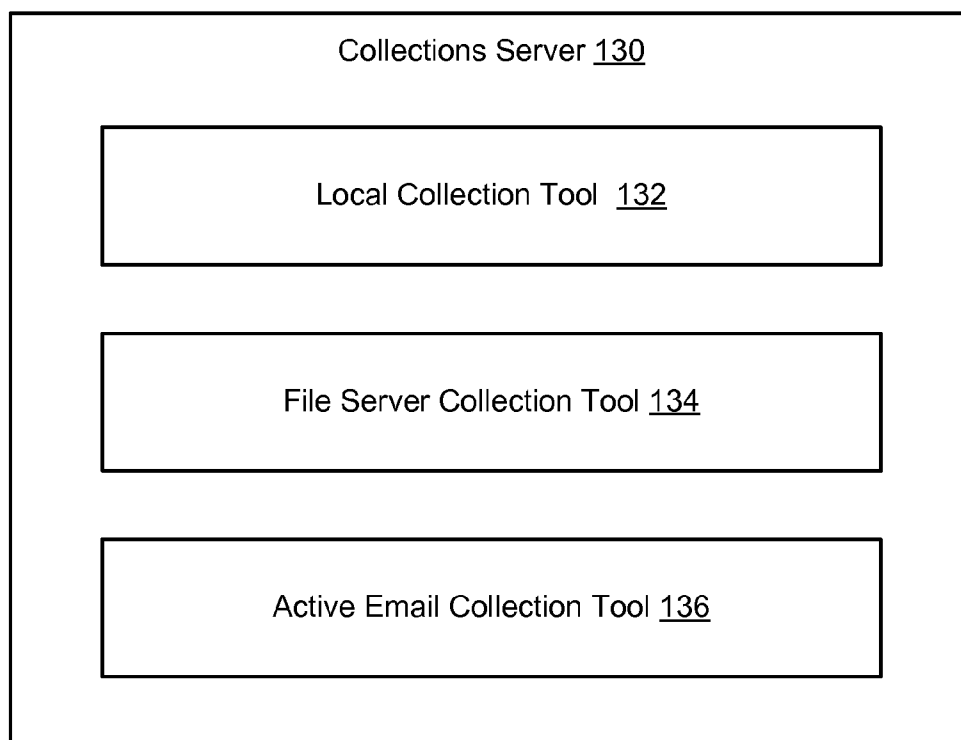 Collections Server 130
Local Collection Tool 132
File Server Collection Tool 134
Active Email Collection Tool 136